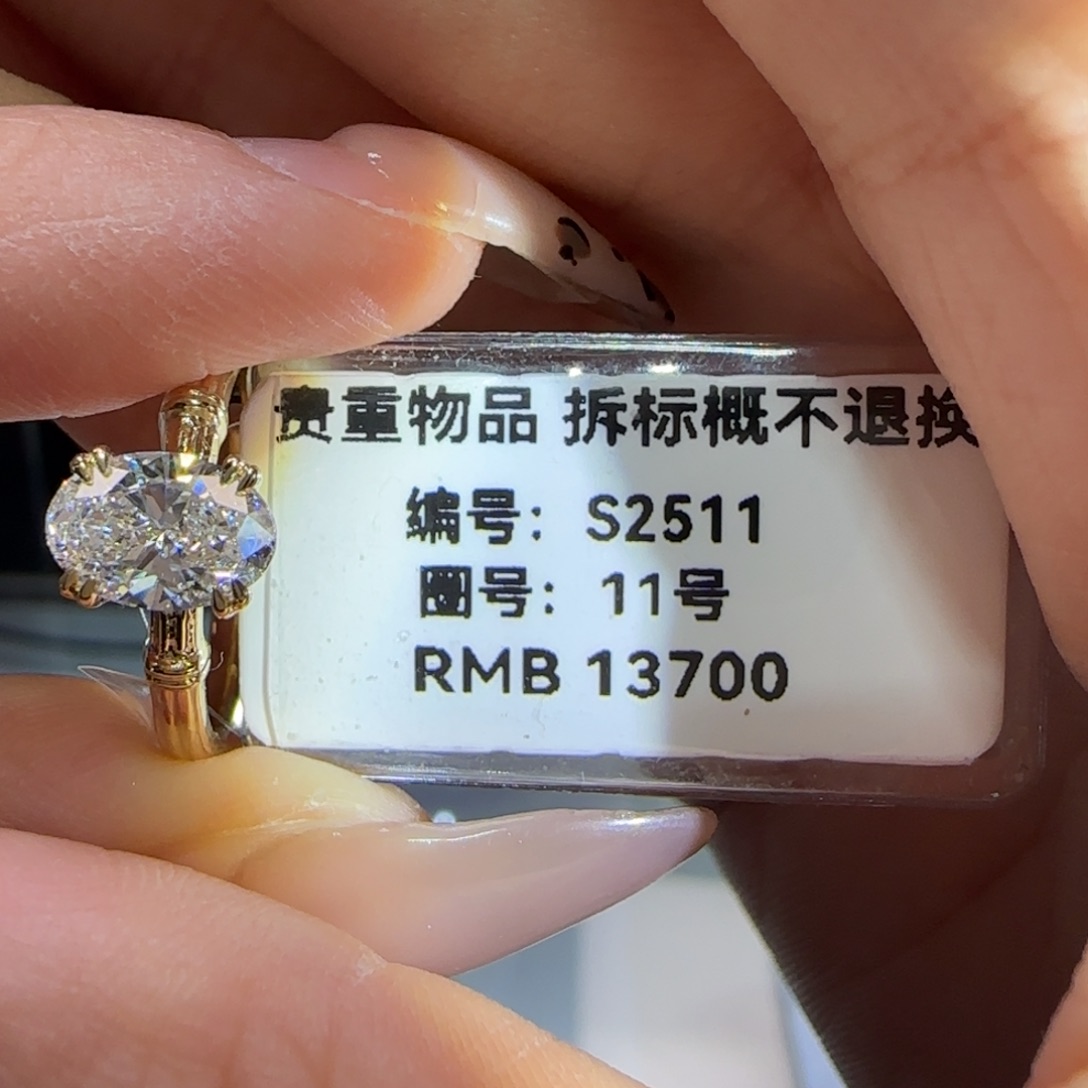 贵重物品 拆标概不退换
编号： S2511
圈号： 11号
RMB 13700